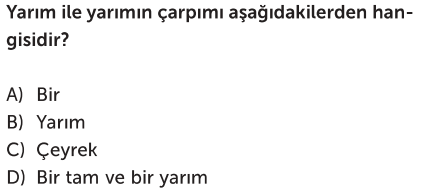 Yarım ile yarımın çarpımı aşağıdakilerden han-
gisidir?
A) Bir
B) Yarım
C) Çeyrek
D) Bir tam ve bir yarım